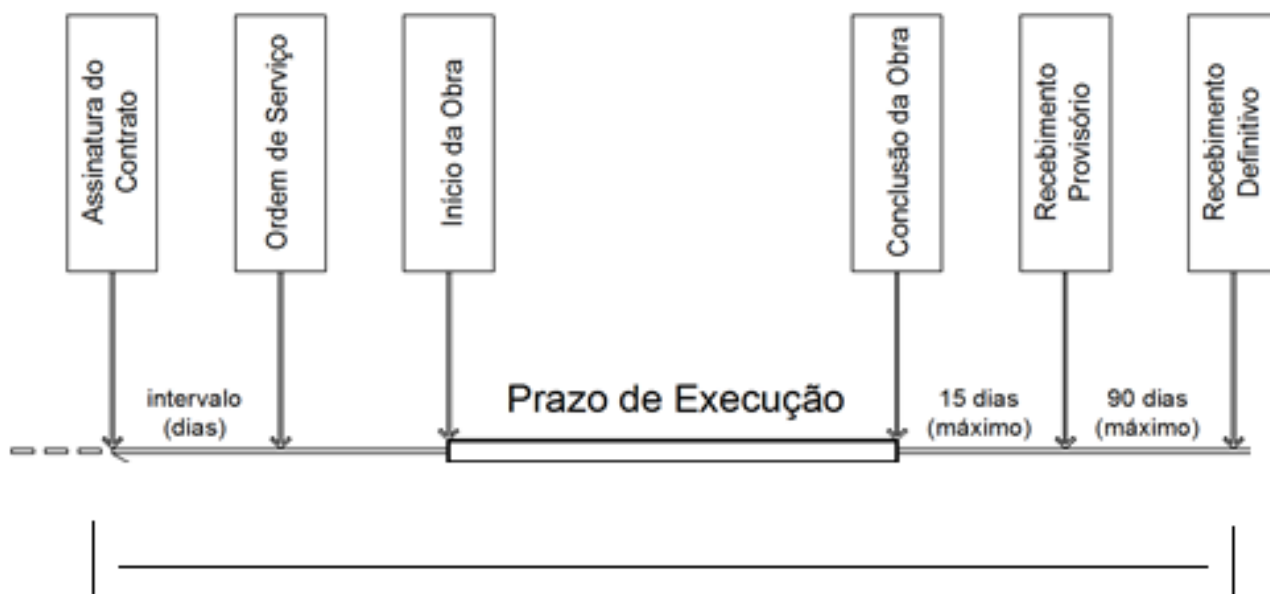 Assinatura do
Contrato
Ordem de Serviço
Início da Obra
Conclusão da Obra
Recebimento
Provisório
Recebimento
Definitivo
intervalo
(dias)
Prazo de Execução
15 dias
(máximo)
90 dias
(máximo)